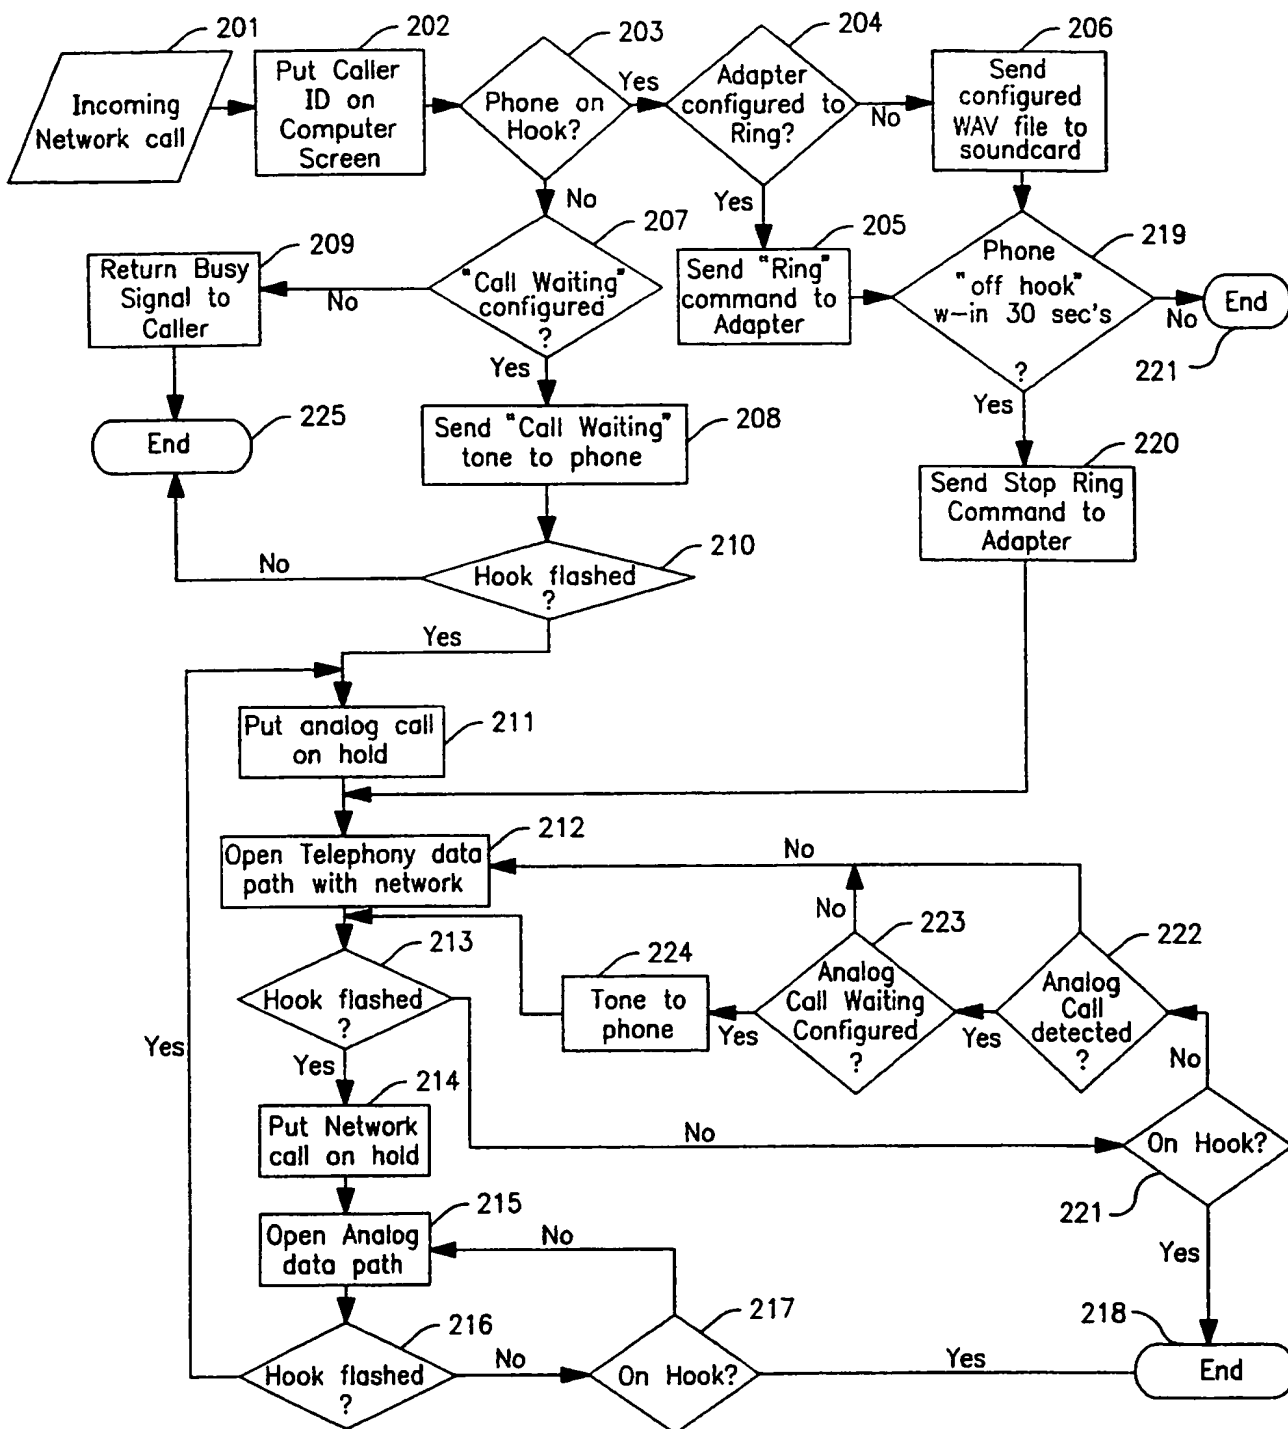 201
202
203
204
206
Incoming
Network call
Put Caller
ID on
Computer
Screen
Phone on
Hook?
Yes
Adapter
configured to
Ring?
No
Send
configured
WAV file to
soundcard
No
Yes
207
205
219
209
Return Busy
Signal to
Caller
No
"Call Waiting"
configured
?
Send "Ring"
command to
Adapter
Phone
"off hook"
w-in 30 sec's
?
No
End
221
Yes
Yes
225
End
Send "Call Waiting"
tone to phone
208
220
Send Stop Ring
Command to
Adapter
No
Hook flashed
?
210
Yes
Put analog call
on hold
211
212
Open Telephony data
path with network
No
213
Hook flashed
?
224
Tone to
phone
Yes
No
223
Analog
Call Waiting
Configured
?
Yes
222
Analog
Call
detected
?
No
Yes
Yes
214
Put Network
call on hold
No
On Hook?
221
215
Open Analog
data path
No
Yes
216
Hook flashed
?
No
217
On Hook?
Yes
218
End